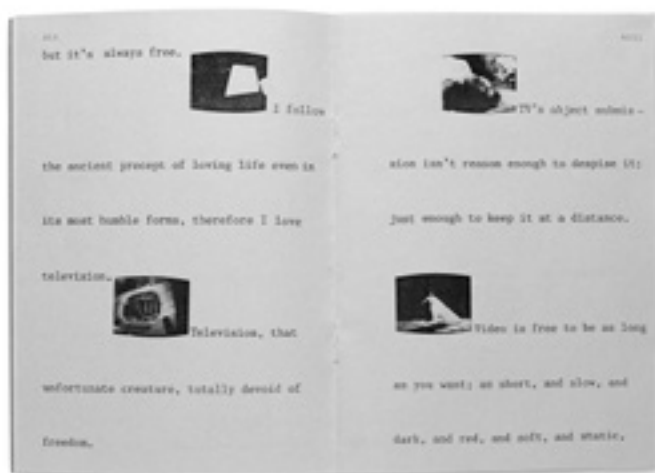 but it's always free.
I follow
the ancient precept of loving life even in
its most humble forms, therefore I love
television.
Television, that
unfortunate creature, totally devoid of
freedom.
TV's object submis-
sion isn't reason enough to despise it;
just enough to keep it at a distance.
Video is free to be as long
as you want; as short, and slow, and
dark, and red, and soft, and static,